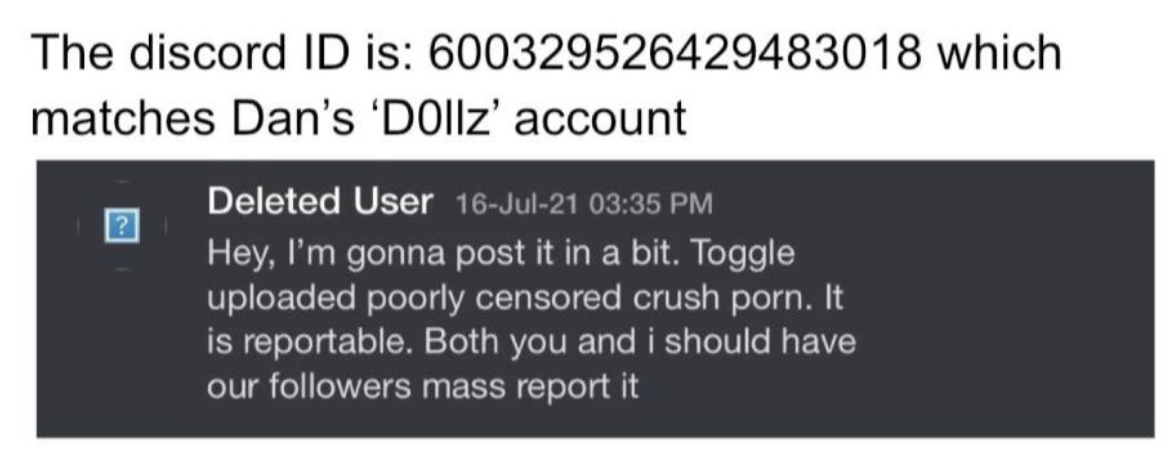 The discord ID is: 600329526429483018 which
matches Dan's ‘D0llz’ account
Deleted User 16-Jul-21 03:35 PM
Hey, I'm gonna post it in a bit. Toggle
uploaded poorly censored crush porn. It
is reportable. Both you and i should have
our followers mass report it